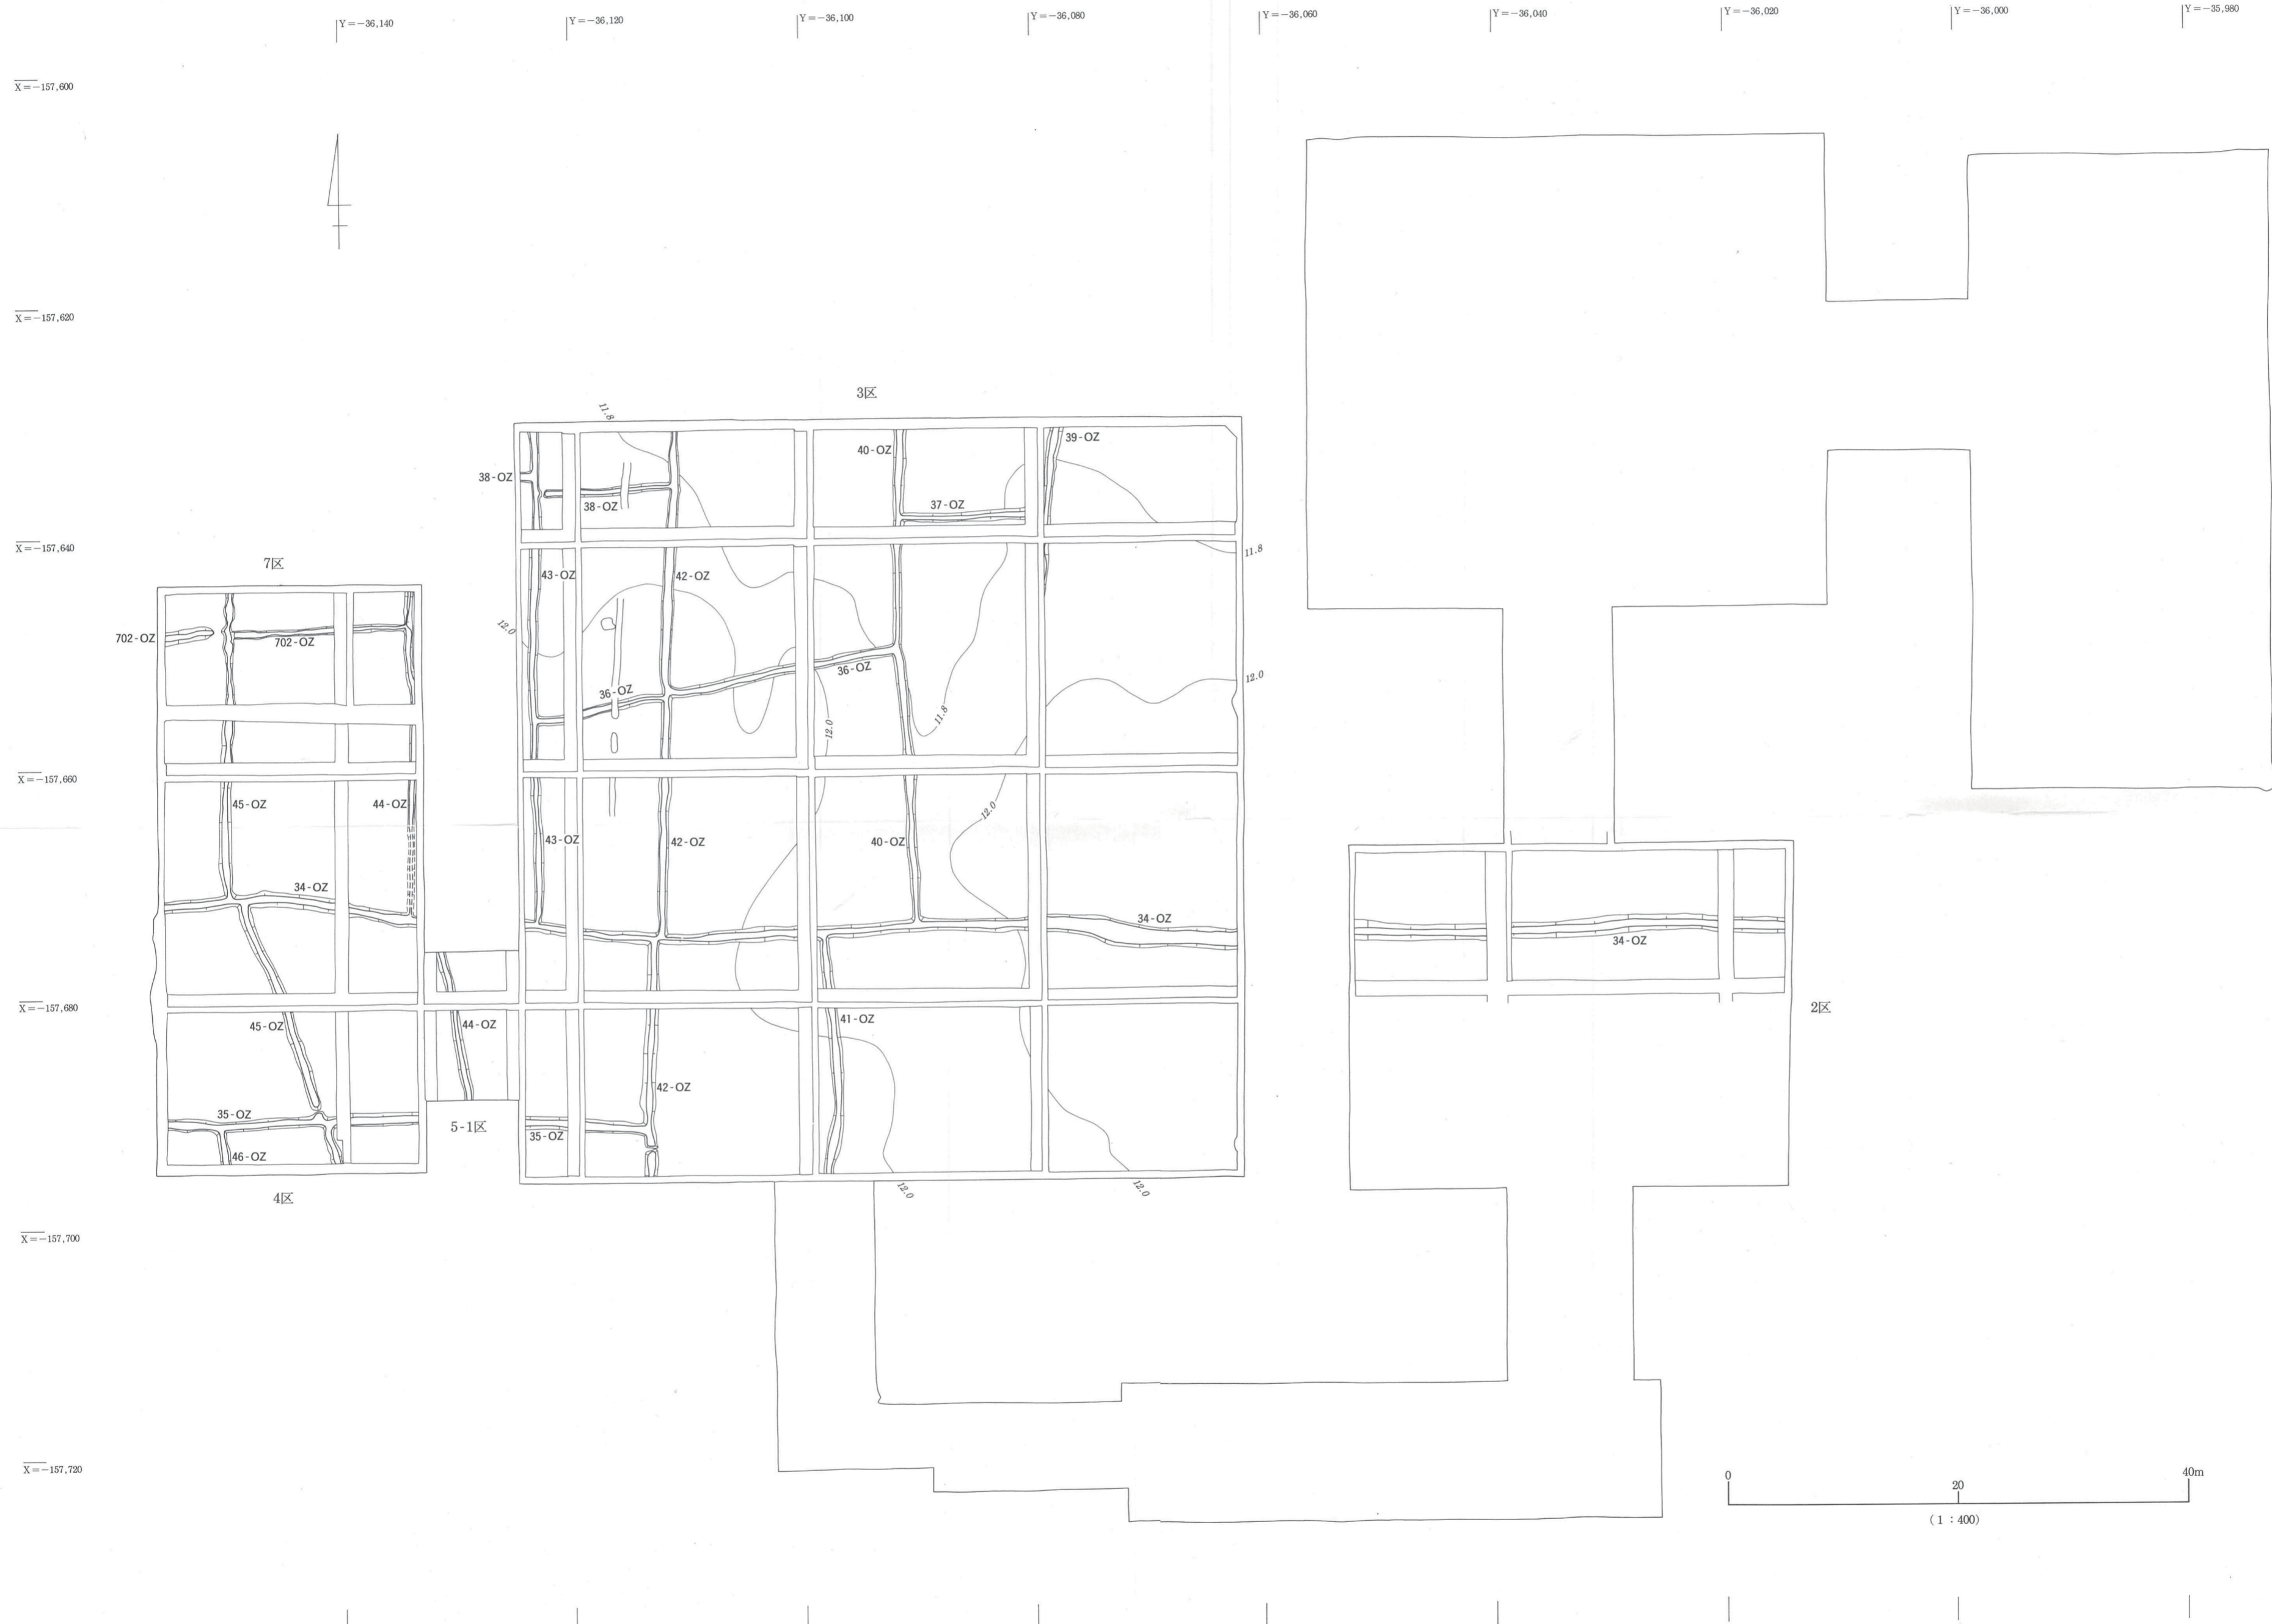 Y=-36,140
Y=-36,120
Y=-36,100
Y=-36,080
Y=-36,060
Y=-36,040
Y=-36,020
Y=-36,000
Y=-35,980
X=-157,600
X=-157,620
3区
11.8
40-OZ
39-OZ
38-OZ
38-OZ
37-OZ
X=-157,640
11.8
7区
43-OZ
42-OZ
12.0
702-OZ
702-OZ
36-OZ
36-OZ
12.0
11.8
12.0
X=-157,660
45-OZ
44-OZ
12.0
43-OZ
42-OZ
40-OZ
34-OZ
34-OZ
34-OZ
X=-157,680
2区
45-OZ
44-OZ
41-OZ
42-OZ
35-OZ
5-1区
35-OZ
46-OZ
4区
12.0
12.0
X=-157,700
X=-157,720
0
20
40m
(1：400)